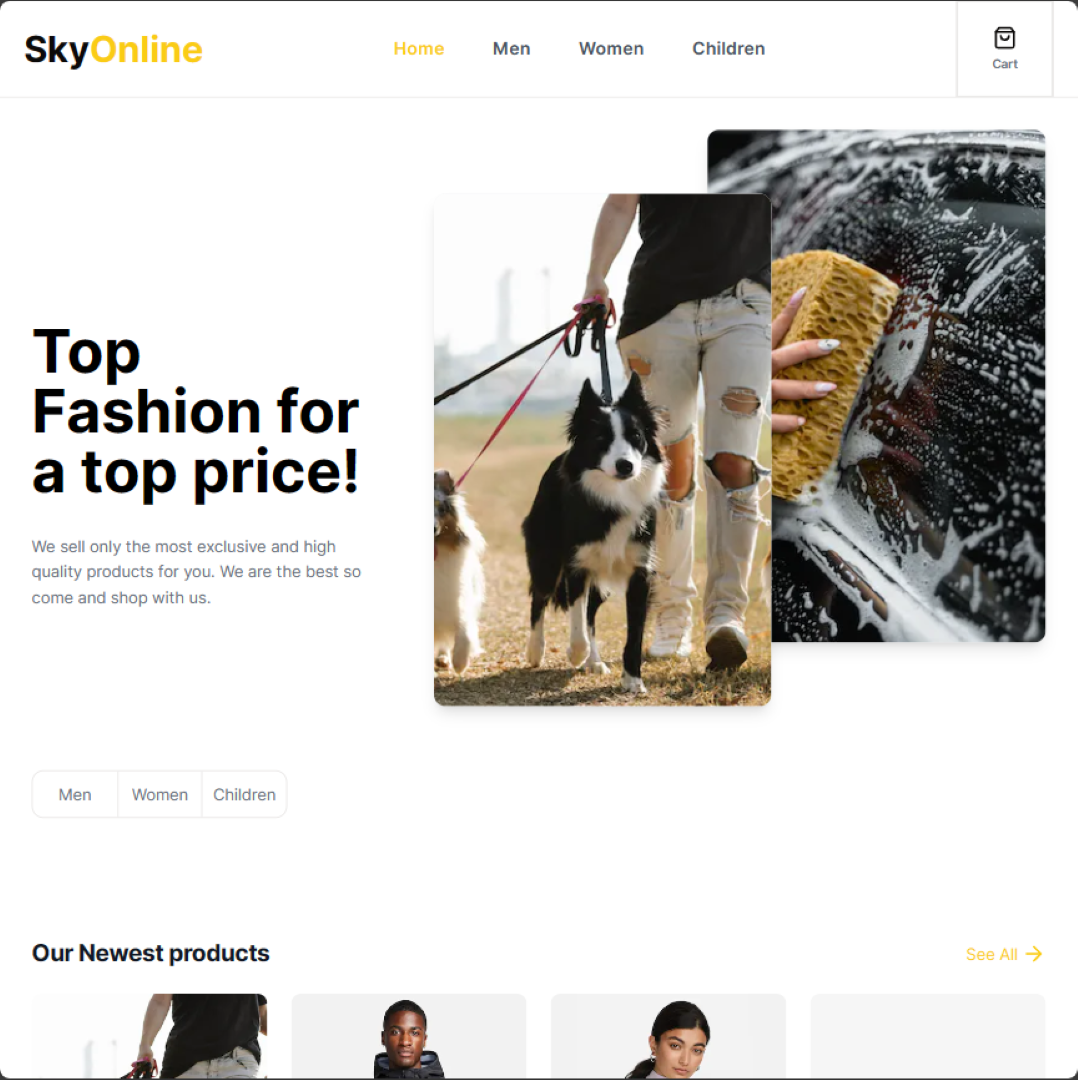 SkyOnline
Home
Men
Women
Children
Cart
Top
Fashion for
a top price!
We sell only the most exclusive and high
quality products for you. We are the best so
come and shop with us.
Men
Women
Children
Our Newest products
See All